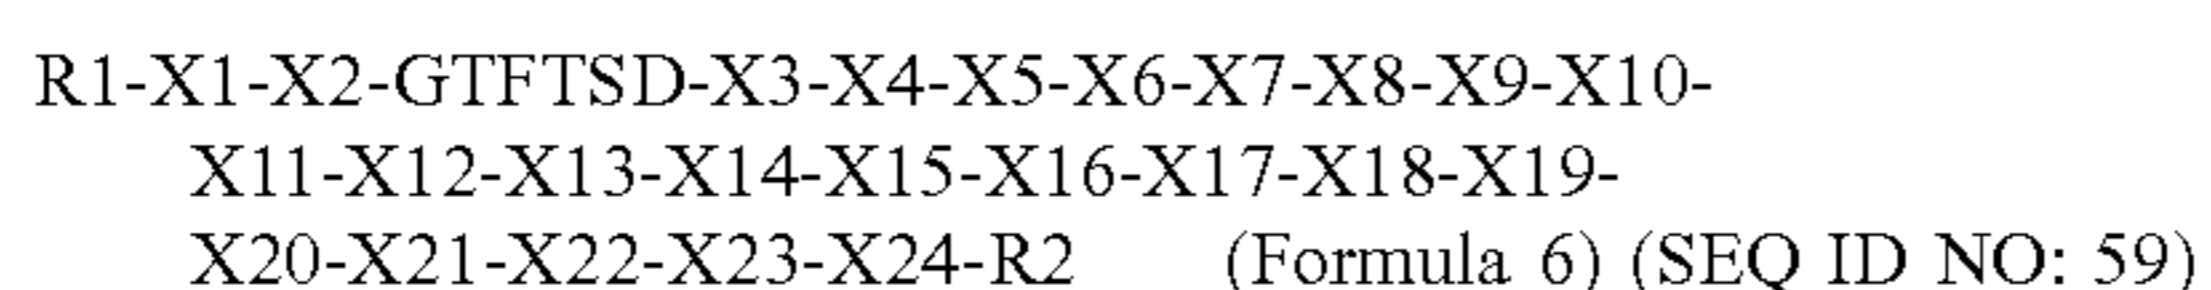 R1-X1-X2-GTFTSD-X3-X4-X5-X6-X7-X8-X9-X10-
X11-X12-X13-X14-X15-X16-X17-X18-X19-
X20-X21-X22-X23-X24-R2 (Formula 6) (SEQ ID NO: 59)